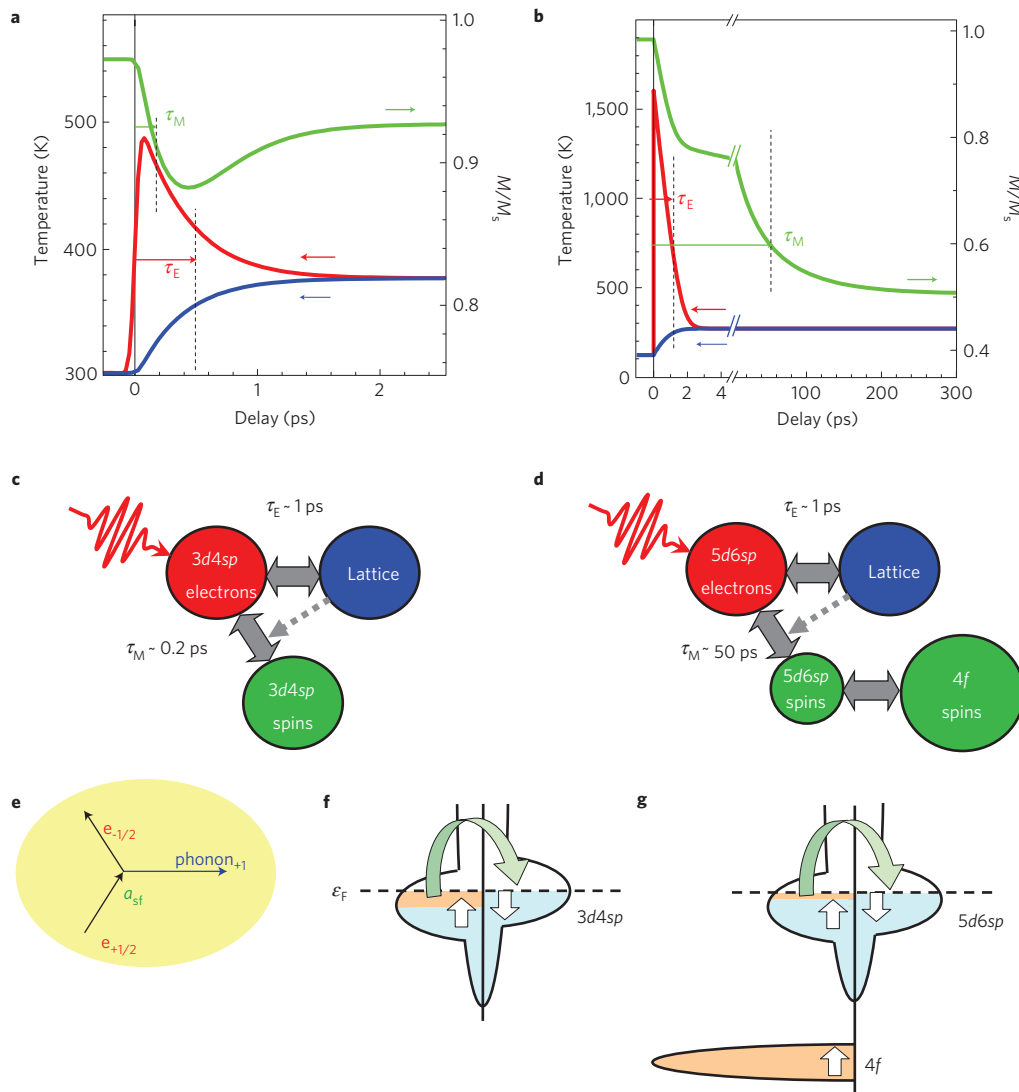 a
1.0
500
400
300
Temperature (K)
τM
τE
0.9
0.8
M/Ms
0
1
2
Delay (ps)
b
1,500
1,000
500
0
Temperature (K)
τE
τM
1.0
0.8
0.6
0.4
M/Ms
0
2
4
100
200
300
Delay (ps)
c
τE ~ 1 ps
3d4sp
electrons
Lattice
τM ~ 0.2 ps
3d4sp
spins
d
τE ~ 1 ps
5d6sp
electrons
Lattice
τM ~ 50 ps
5d6sp
spins
4f
spins
e
e-1/2
phonon+1
asf
e+1/2
f
εF
3d4sp
g
5d6sp
4f